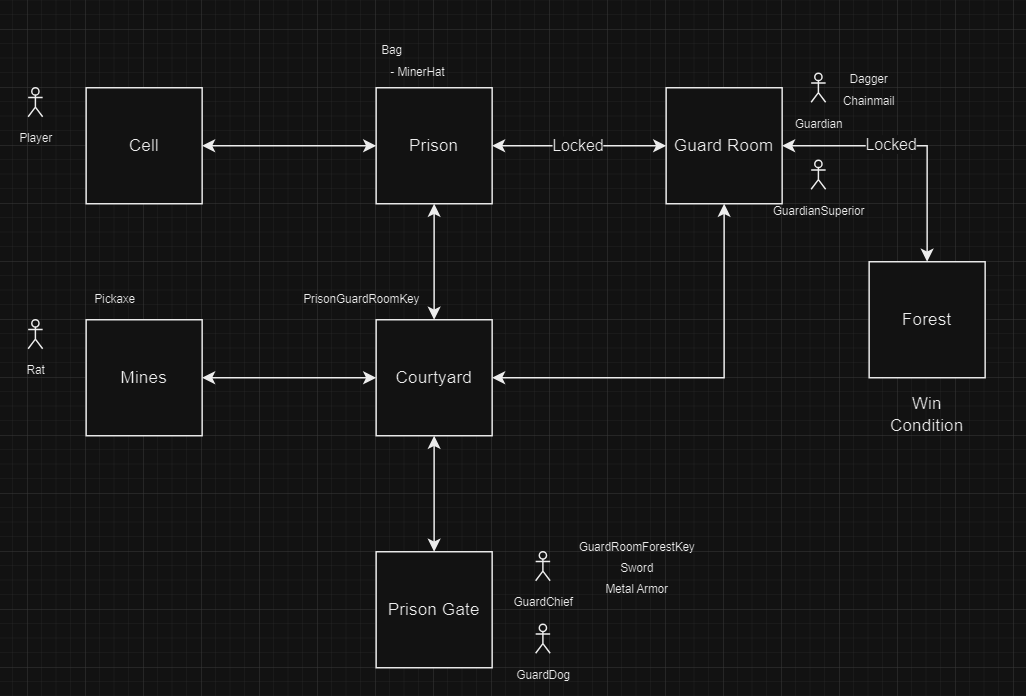 Bag
- MinerHat
Player
Cell
Prison
Locked
Guard Room
Dagger
Chainmail
Guardian
Locked
GuardianSuperior
Forest
Win
Condition
Pickaxe
PrisonGuardRoomKey
Rat
Mines
Courtyard
Prison Gate
GuardRoomForestKey
Sword
Metal Armor
GuardChief
GuardDog